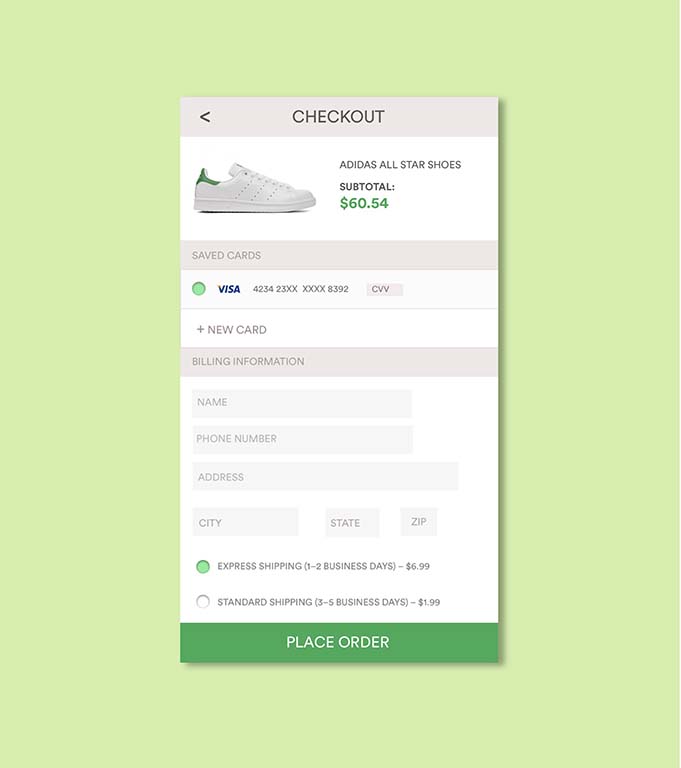 < CHECKOUT
ADIDAS ALL STAR SHOES
SUBTOTAL:
$60.54
SAVED CARDS
VISA 4234 23XX XXXX 8392 CVV
+ NEW CARD
BILLING INFORMATION
NAME
PHONE NUMBER
ADDRESS
CITY STATE ZIP
EXPRESS SHIPPING (1–2 BUSINESS DAYS) – $6.99
STANDARD SHIPPING (3–5 BUSINESS DAYS) – $1.99
PLACE ORDER